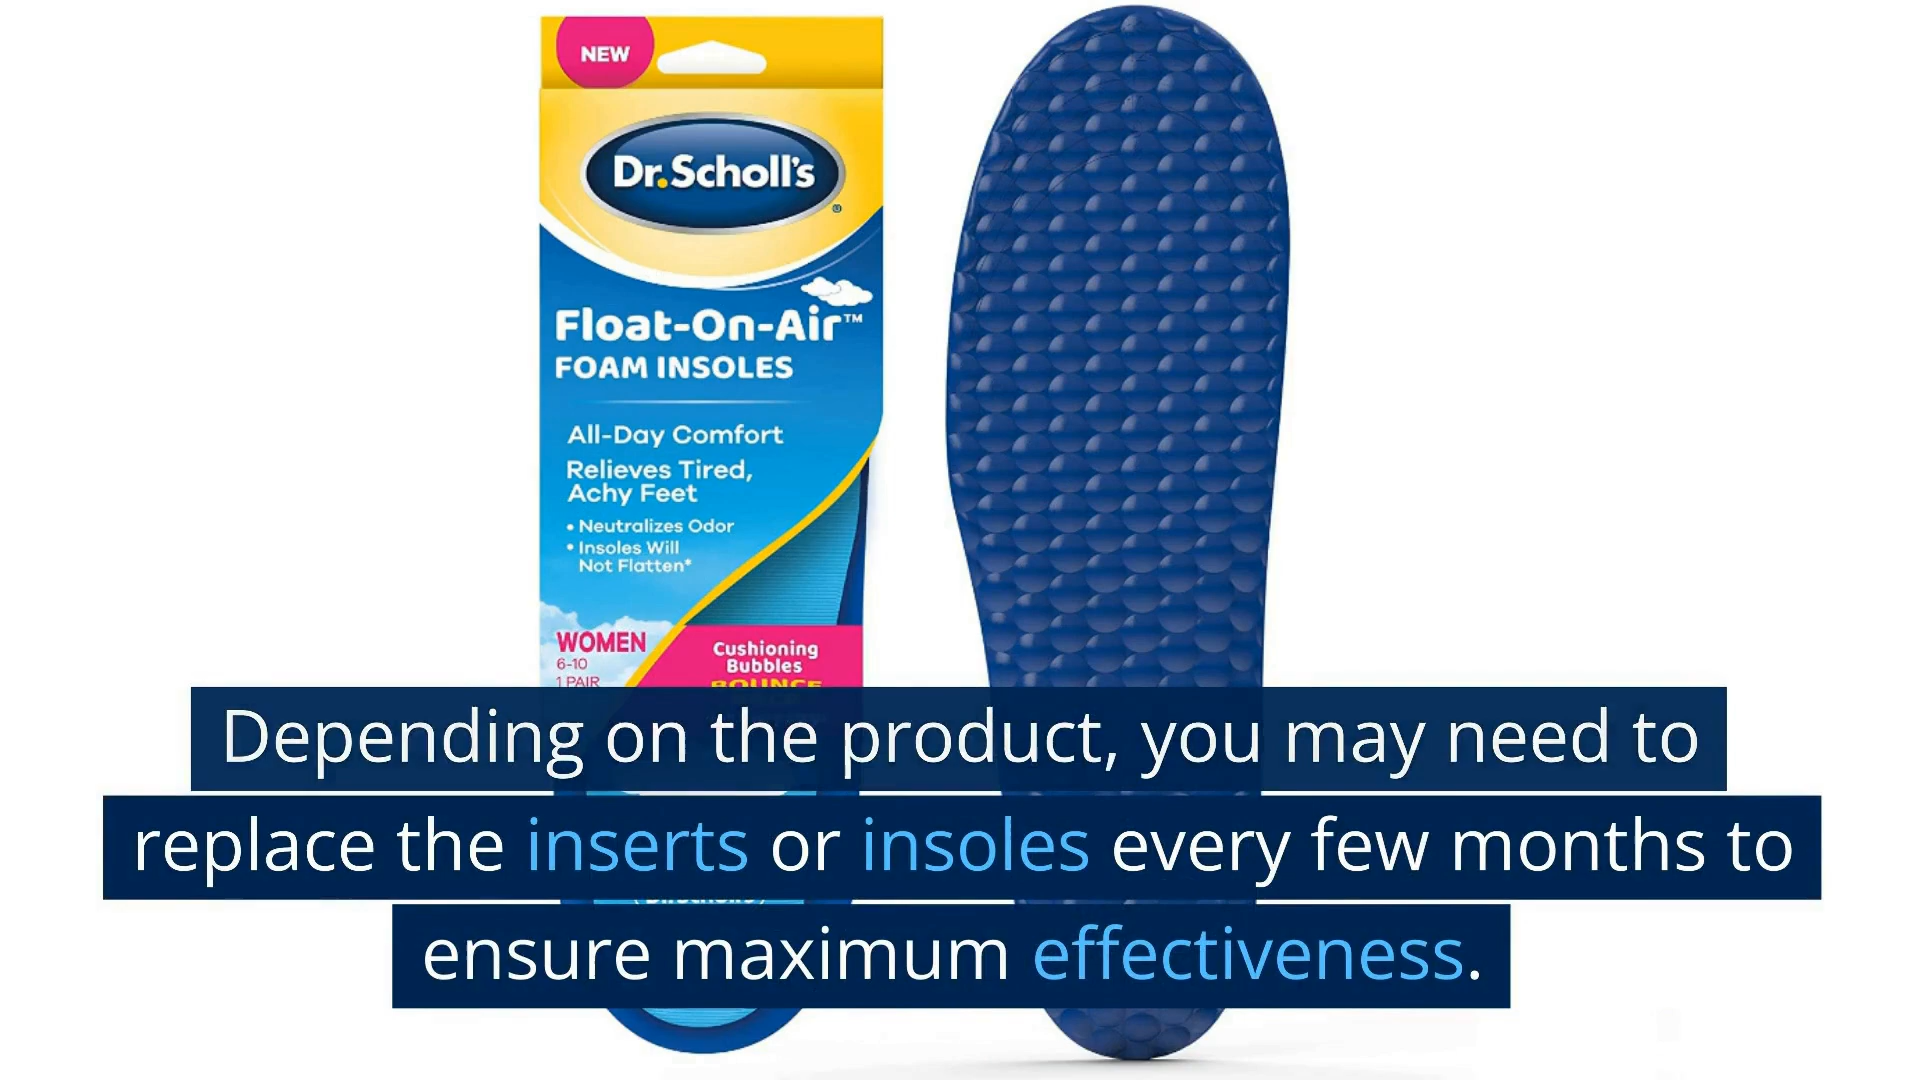 NEW
Dr.Scholl's
®
Float-On-Air™
FOAM INSOLES
All-Day Comfort
Relieves Tired,
Achy Feet
• Neutralizes Odor
• Insoles Will
Not Flatten*
WOMEN
6-10
1 PAIR
Cushioning
Bubbles
BOUNCE
Depending on the product, you may need to
replace the inserts or insoles every few months to
ensure maximum effectiveness.